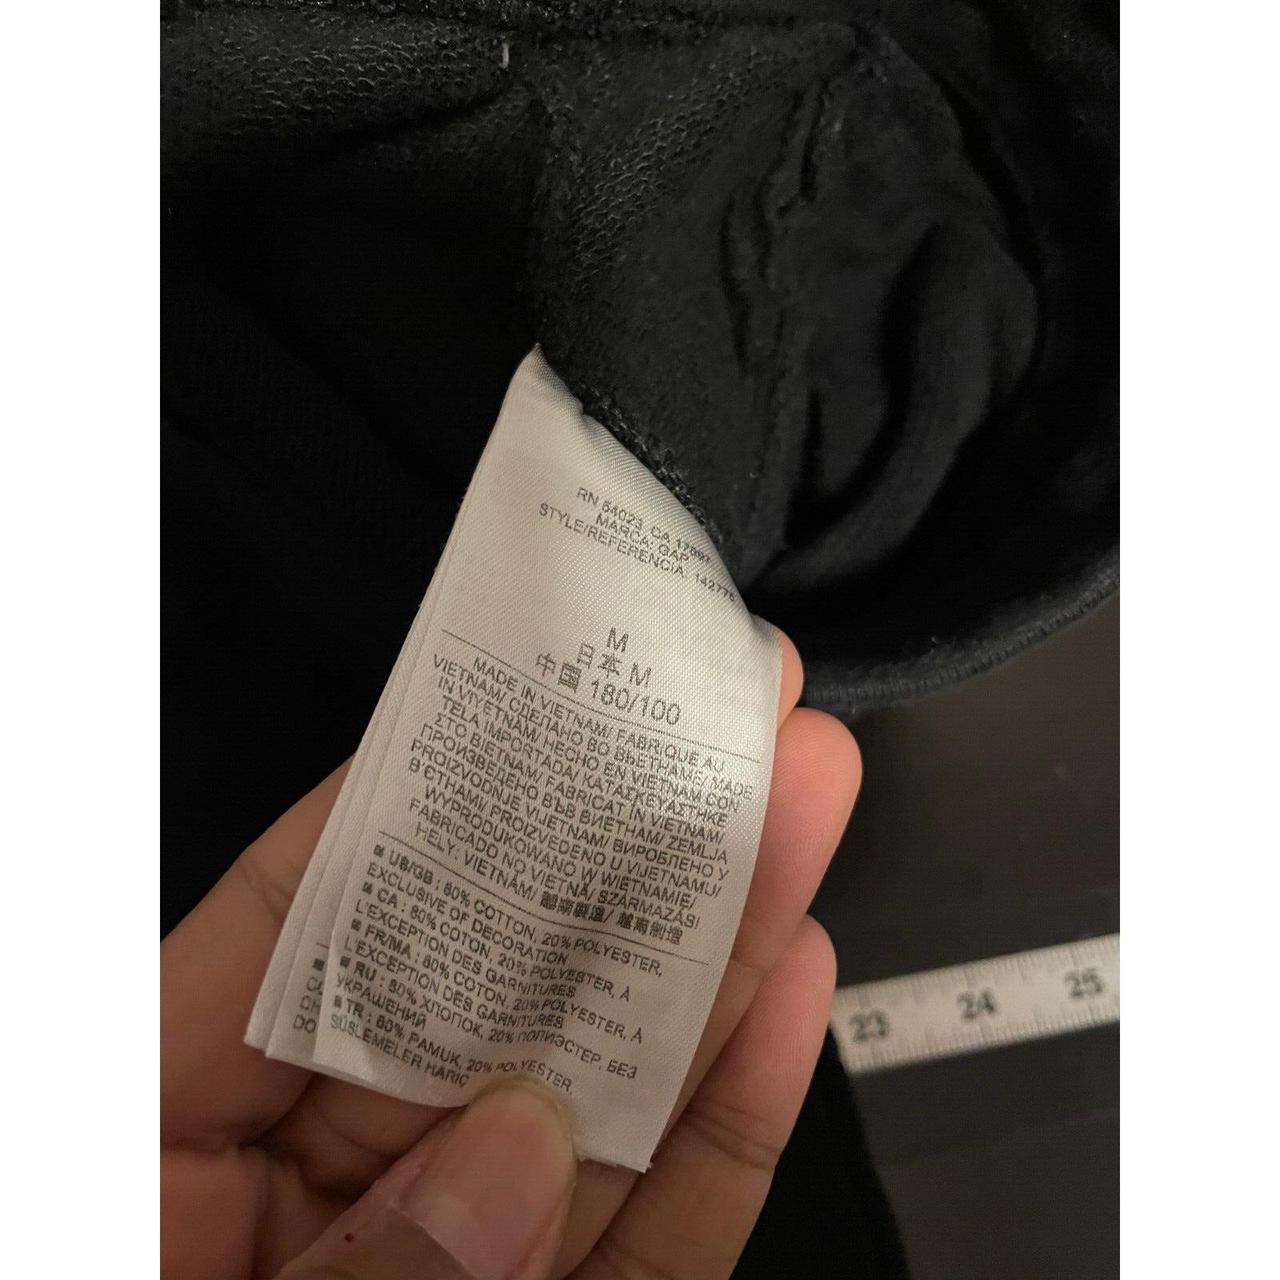 RN 54023, CA 17897
MARCA: GAP
STYLE/REFERENCIA: 142775
M
日本 M
中国 180/100
MADE IN VIETNAM/ FABRIQUE AU
VIETNAM/ СДЕЛАНО ВО ВЬЕТНАМЕ/MADE
IN VIYETNAM/ HECHO EN VIETNAM CON
TELA IMPORTADA/ ΚΑΤΑΣΚΕΥΑΣΤΗΚΕ
ΣΤΟ ΒΙΕΤΝΑΜ/ FABRICAT ÎN VIETNAM/
ПРОИЗВЕДЕНО ВЪВ ВИЕТНАМ/ ZEMLJA
PROIZVODNJE VIJETNAM/ ВИРОБЛЕНО У
В'ЄТНАМІ/ PROIZVEDENO U VIJETNAMU/
WYPRODUKOWANO W WIETNAMIE/
FABRICADO NO VIETNÃ/ SZÁRMAZÁSI
HELY: VIETNÁM/ 越南製造/ 越南制造
US/GB : 80% COTTON, 20% POLYESTER,
EXCLUSIVE OF DECORATION
CA : 80% COTON, 20% POLYESTER, À
L'EXCEPTION DES GARNITURES
FR/MA : 80% COTON, 20% POLYESTER, À
L'EXCEPTION DES GARNITURES
RU : 80% ХЛОПОК, 20% ПОЛИЭСТЕР, БЕЗ
УКРАШЕНИЙ
TR : 80% PAMUK, 20% POLYESTER,
SÜSLEMELER HARİÇ
DO
23 24 25